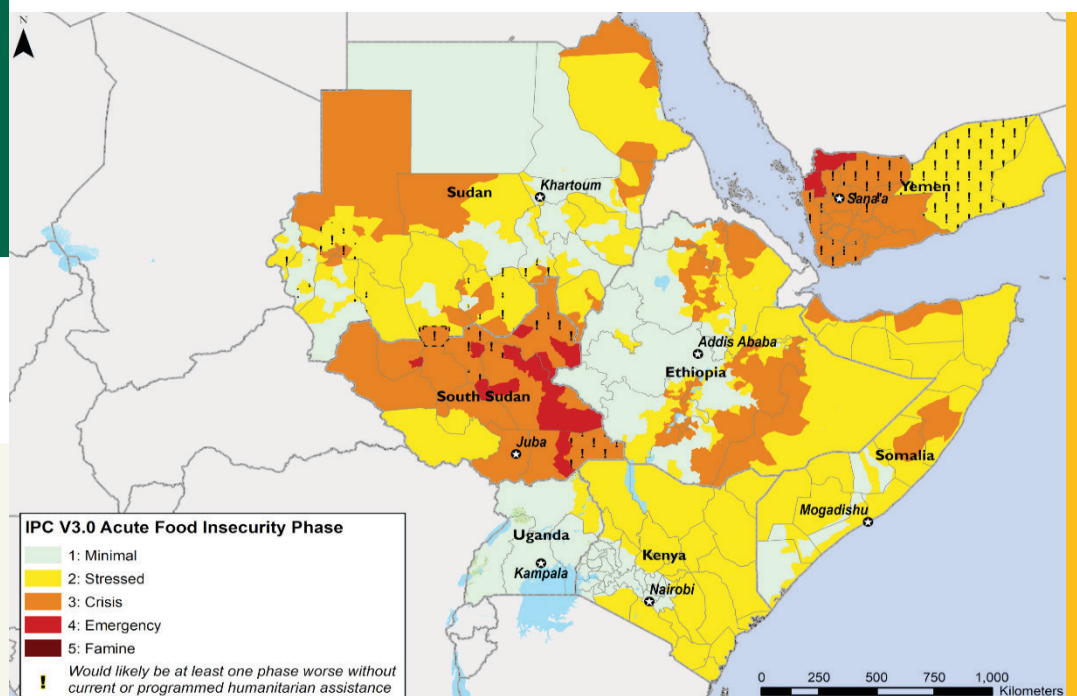 N
Sudan
Khartoum
Yemen
Sana'a
Addis Ababa
Ethiopia
South Sudan
Juba
Somalia
Mogadishu
Uganda
Kampala
Kenya
Nairobi
IPC V3.0 Acute Food Insecurity Phase
1: Minimal
2: Stressed
3: Crisis
4: Emergency
5: Famine
! Would likely be at least one phase worse without
current or programmed humanitarian assistance
0 250 500 750 1,000
Kilometers